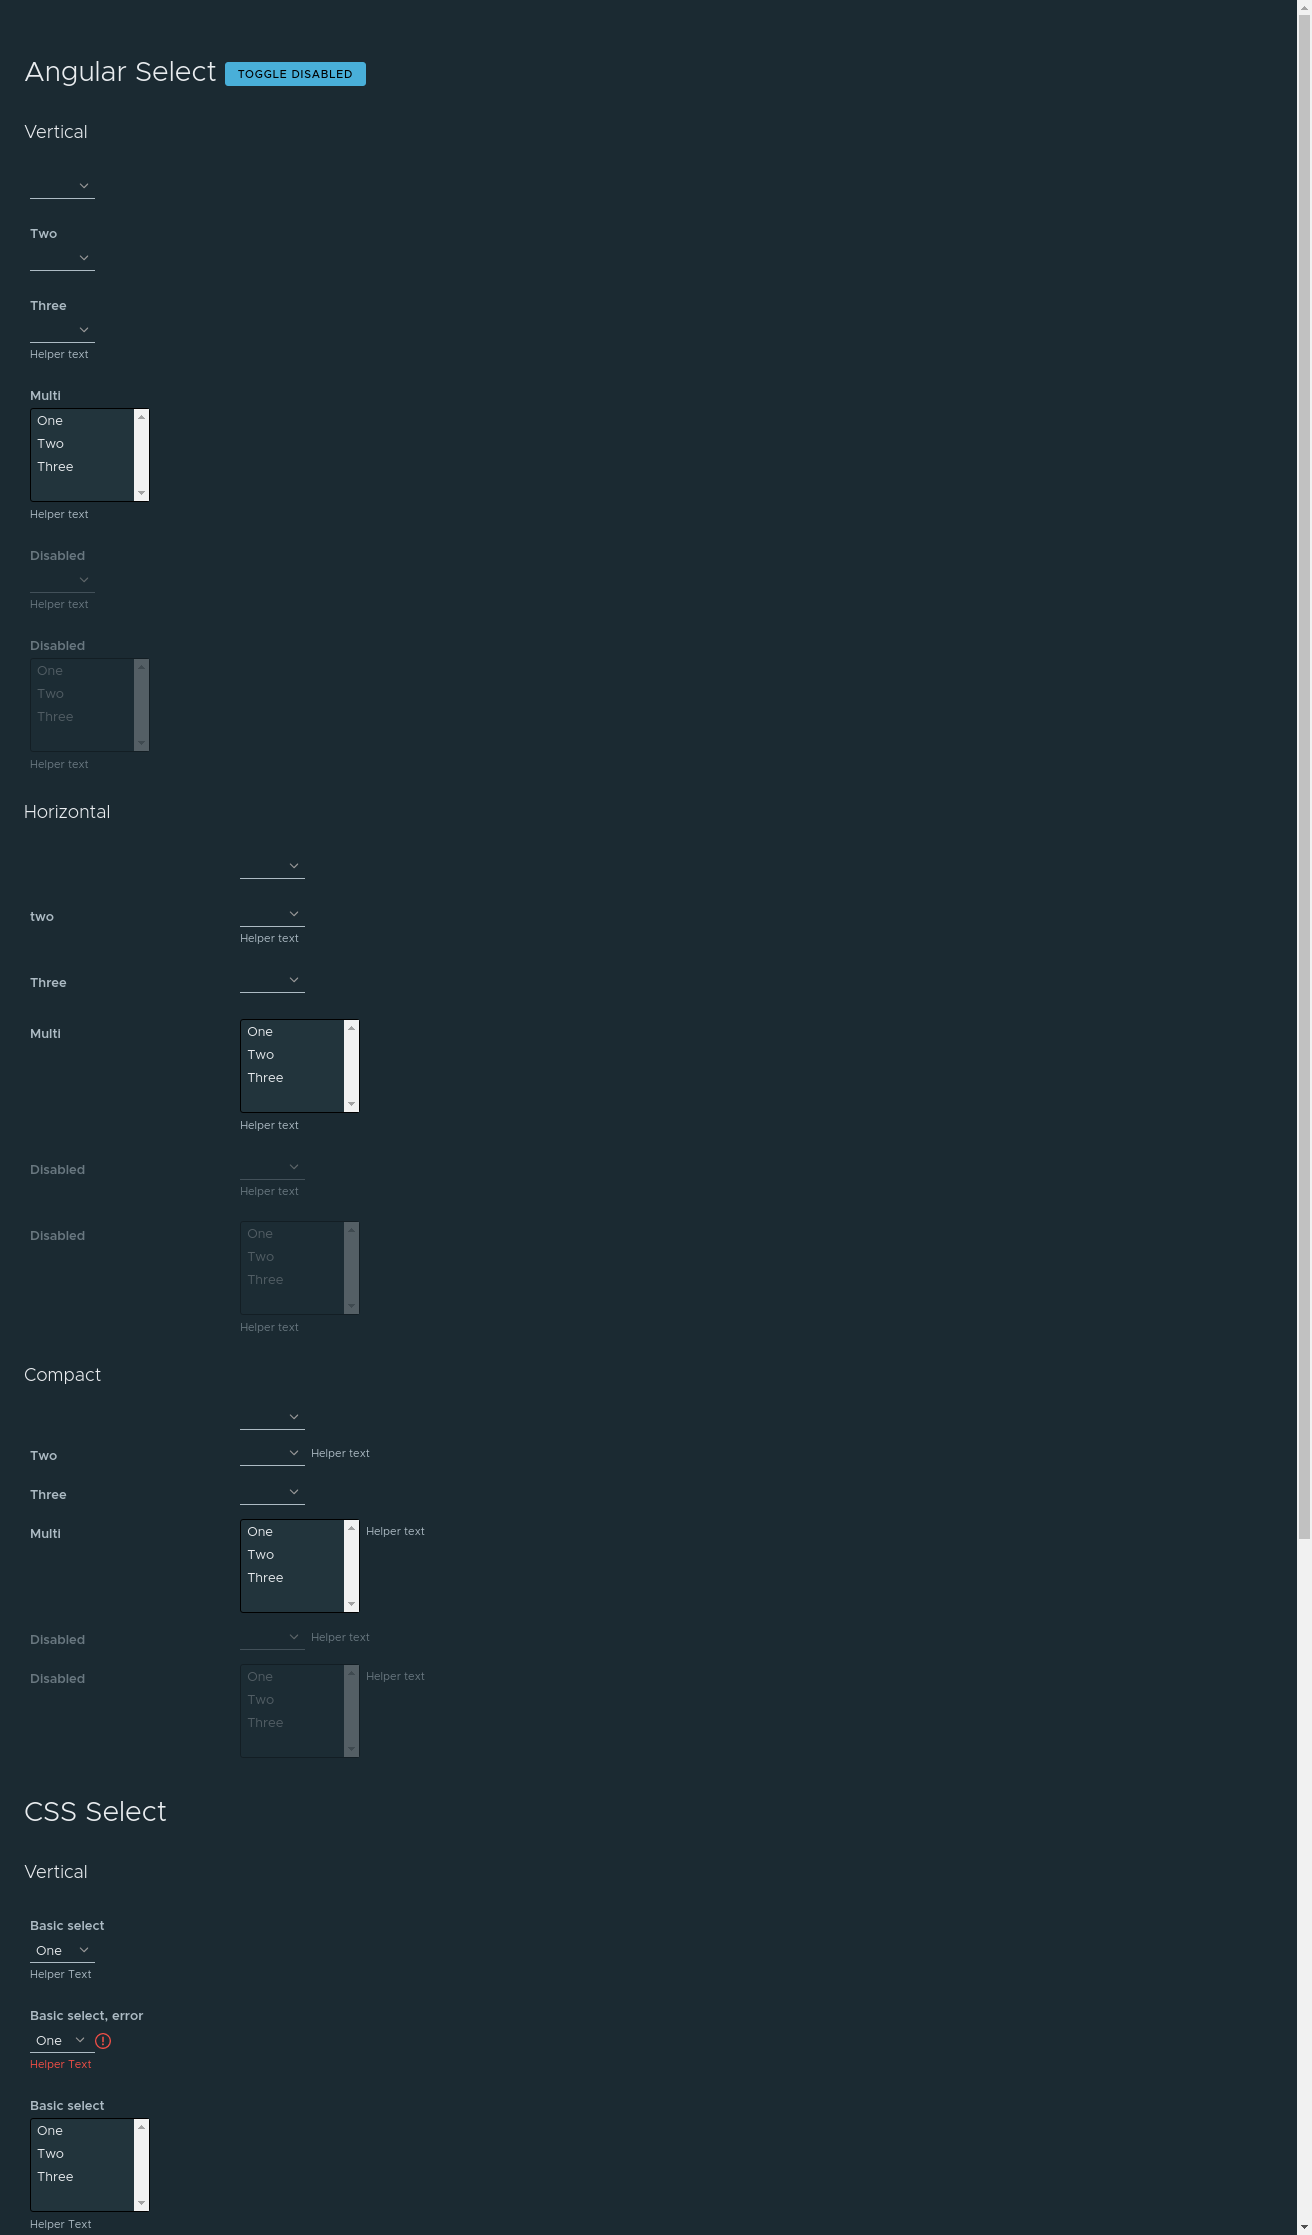 Angular Select TOGGLE DISABLED
Vertical
Two
Three
Helper text
Multi
One
Two
Three
Helper text
Disabled
Helper text
Disabled
One
Two
Three
Helper text
Horizontal
two
Helper text
Three
Multi
One
Two
Three
Helper text
Disabled
Helper text
Disabled
One
Two
Three
Helper text
Compact
Two Helper text
Three
Multi One Helper text
Two
Three
Disabled Helper text
Disabled One Helper text
Two
Three
CSS Select
Vertical
Basic select
One
Helper Text
Basic select, error
One
Helper Text
Basic select
One
Two
Three
Helper Text